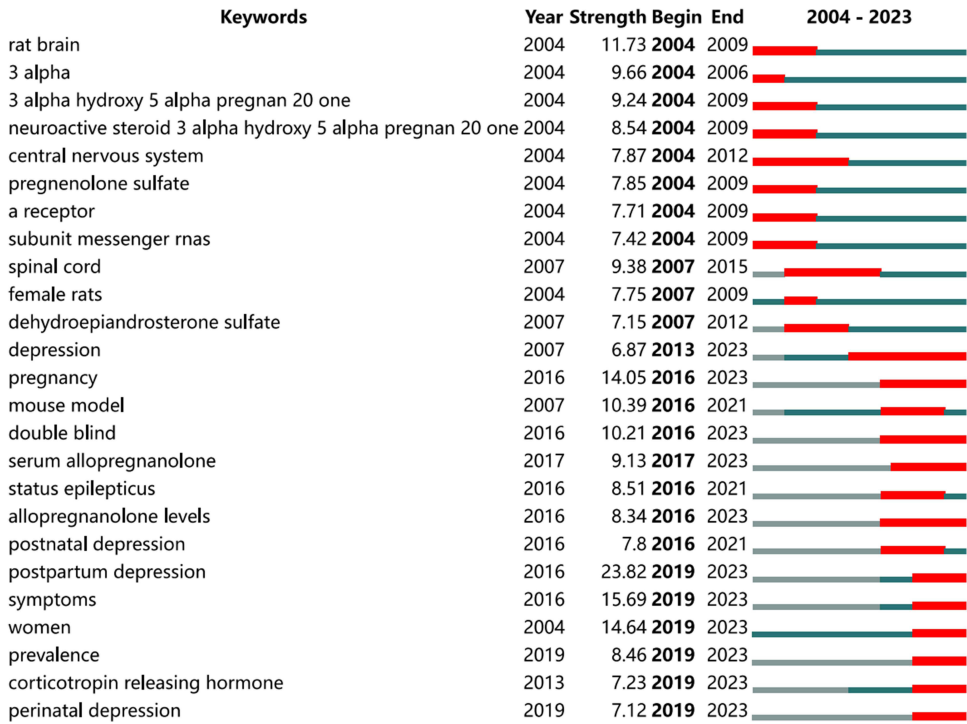 Keywords Year Strength Begin End 2004 - 2023
rat brain 2004 11.73 2004 2009
3 alpha 2004 9.66 2004 2006
3 alpha hydroxy 5 alpha pregnan 20 one 2004 9.24 2004 2009
neuroactive steroid 3 alpha hydroxy 5 alpha pregnan 20 one 2004 8.54 2004 2009
central nervous system 2004 7.87 2004 2012
pregnenolone sulfate 2004 7.85 2004 2009
a receptor 2004 7.71 2004 2009
subunit messenger rnas 2004 7.42 2004 2009
spinal cord 2007 9.38 2007 2015
female rats 2004 7.75 2007 2009
dehydroepiandrosterone sulfate 2007 7.15 2007 2012
depression 2007 6.87 2013 2023
pregnancy 2016 14.05 2016 2023
mouse model 2007 10.39 2016 2021
double blind 2016 10.21 2016 2023
serum allopregnanolone 2017 9.13 2017 2023
status epilepticus 2016 8.51 2016 2021
allopregnanolone levels 2016 8.34 2016 2023
postnatal depression 2016 7.8 2016 2021
postpartum depression 2016 23.82 2019 2023
symptoms 2016 15.69 2019 2023
women 2004 14.64 2019 2023
prevalence 2019 8.46 2019 2023
corticotropin releasing hormone 2013 7.23 2019 2023
perinatal depression 2019 7.12 2019 2023